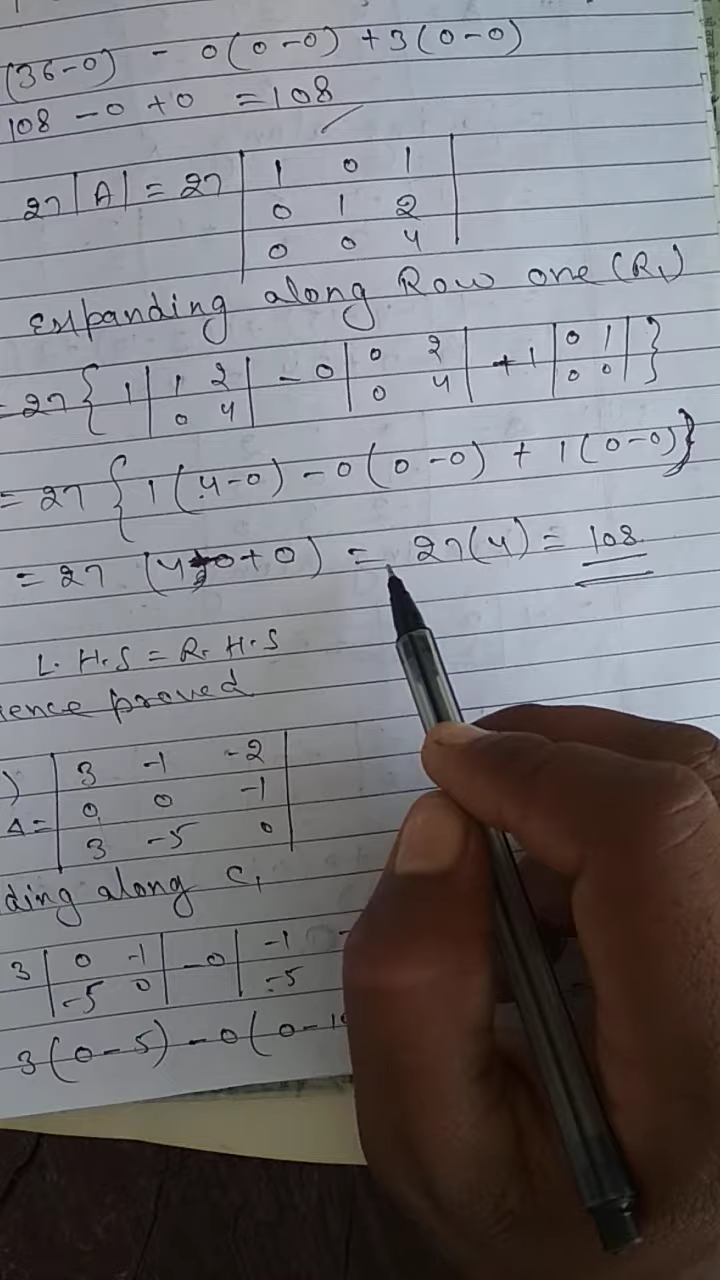 (36-0) - 0(0-0) + 3(0-0)
108 - 0 + 0 = 108
27|A| = 27 | 1 0 1 |
| 0 1 2 |
| 0 0 4 |
Expanding along Row one (R₁)
= 27 { 1 | 1 2 | - 0 | 0 2 | + 1 | 0 1 | }
| 0 4 | | 0 4 | | 0 0 |
= 27 { 1(4-0) - 0(0-0) + 1(0-0) }
= 27 (4 + 0) = 27(4) = 108
L.H.S = R.H.S
ence proved
) | 3 -1 -2 |
Δ = | 0 0 -1 |
| 3 -5 0 |
ding along C₁
3 | 0 -1 | - 0 | -1
| -5 0 | | -5
3(0-5) - 0(0-1